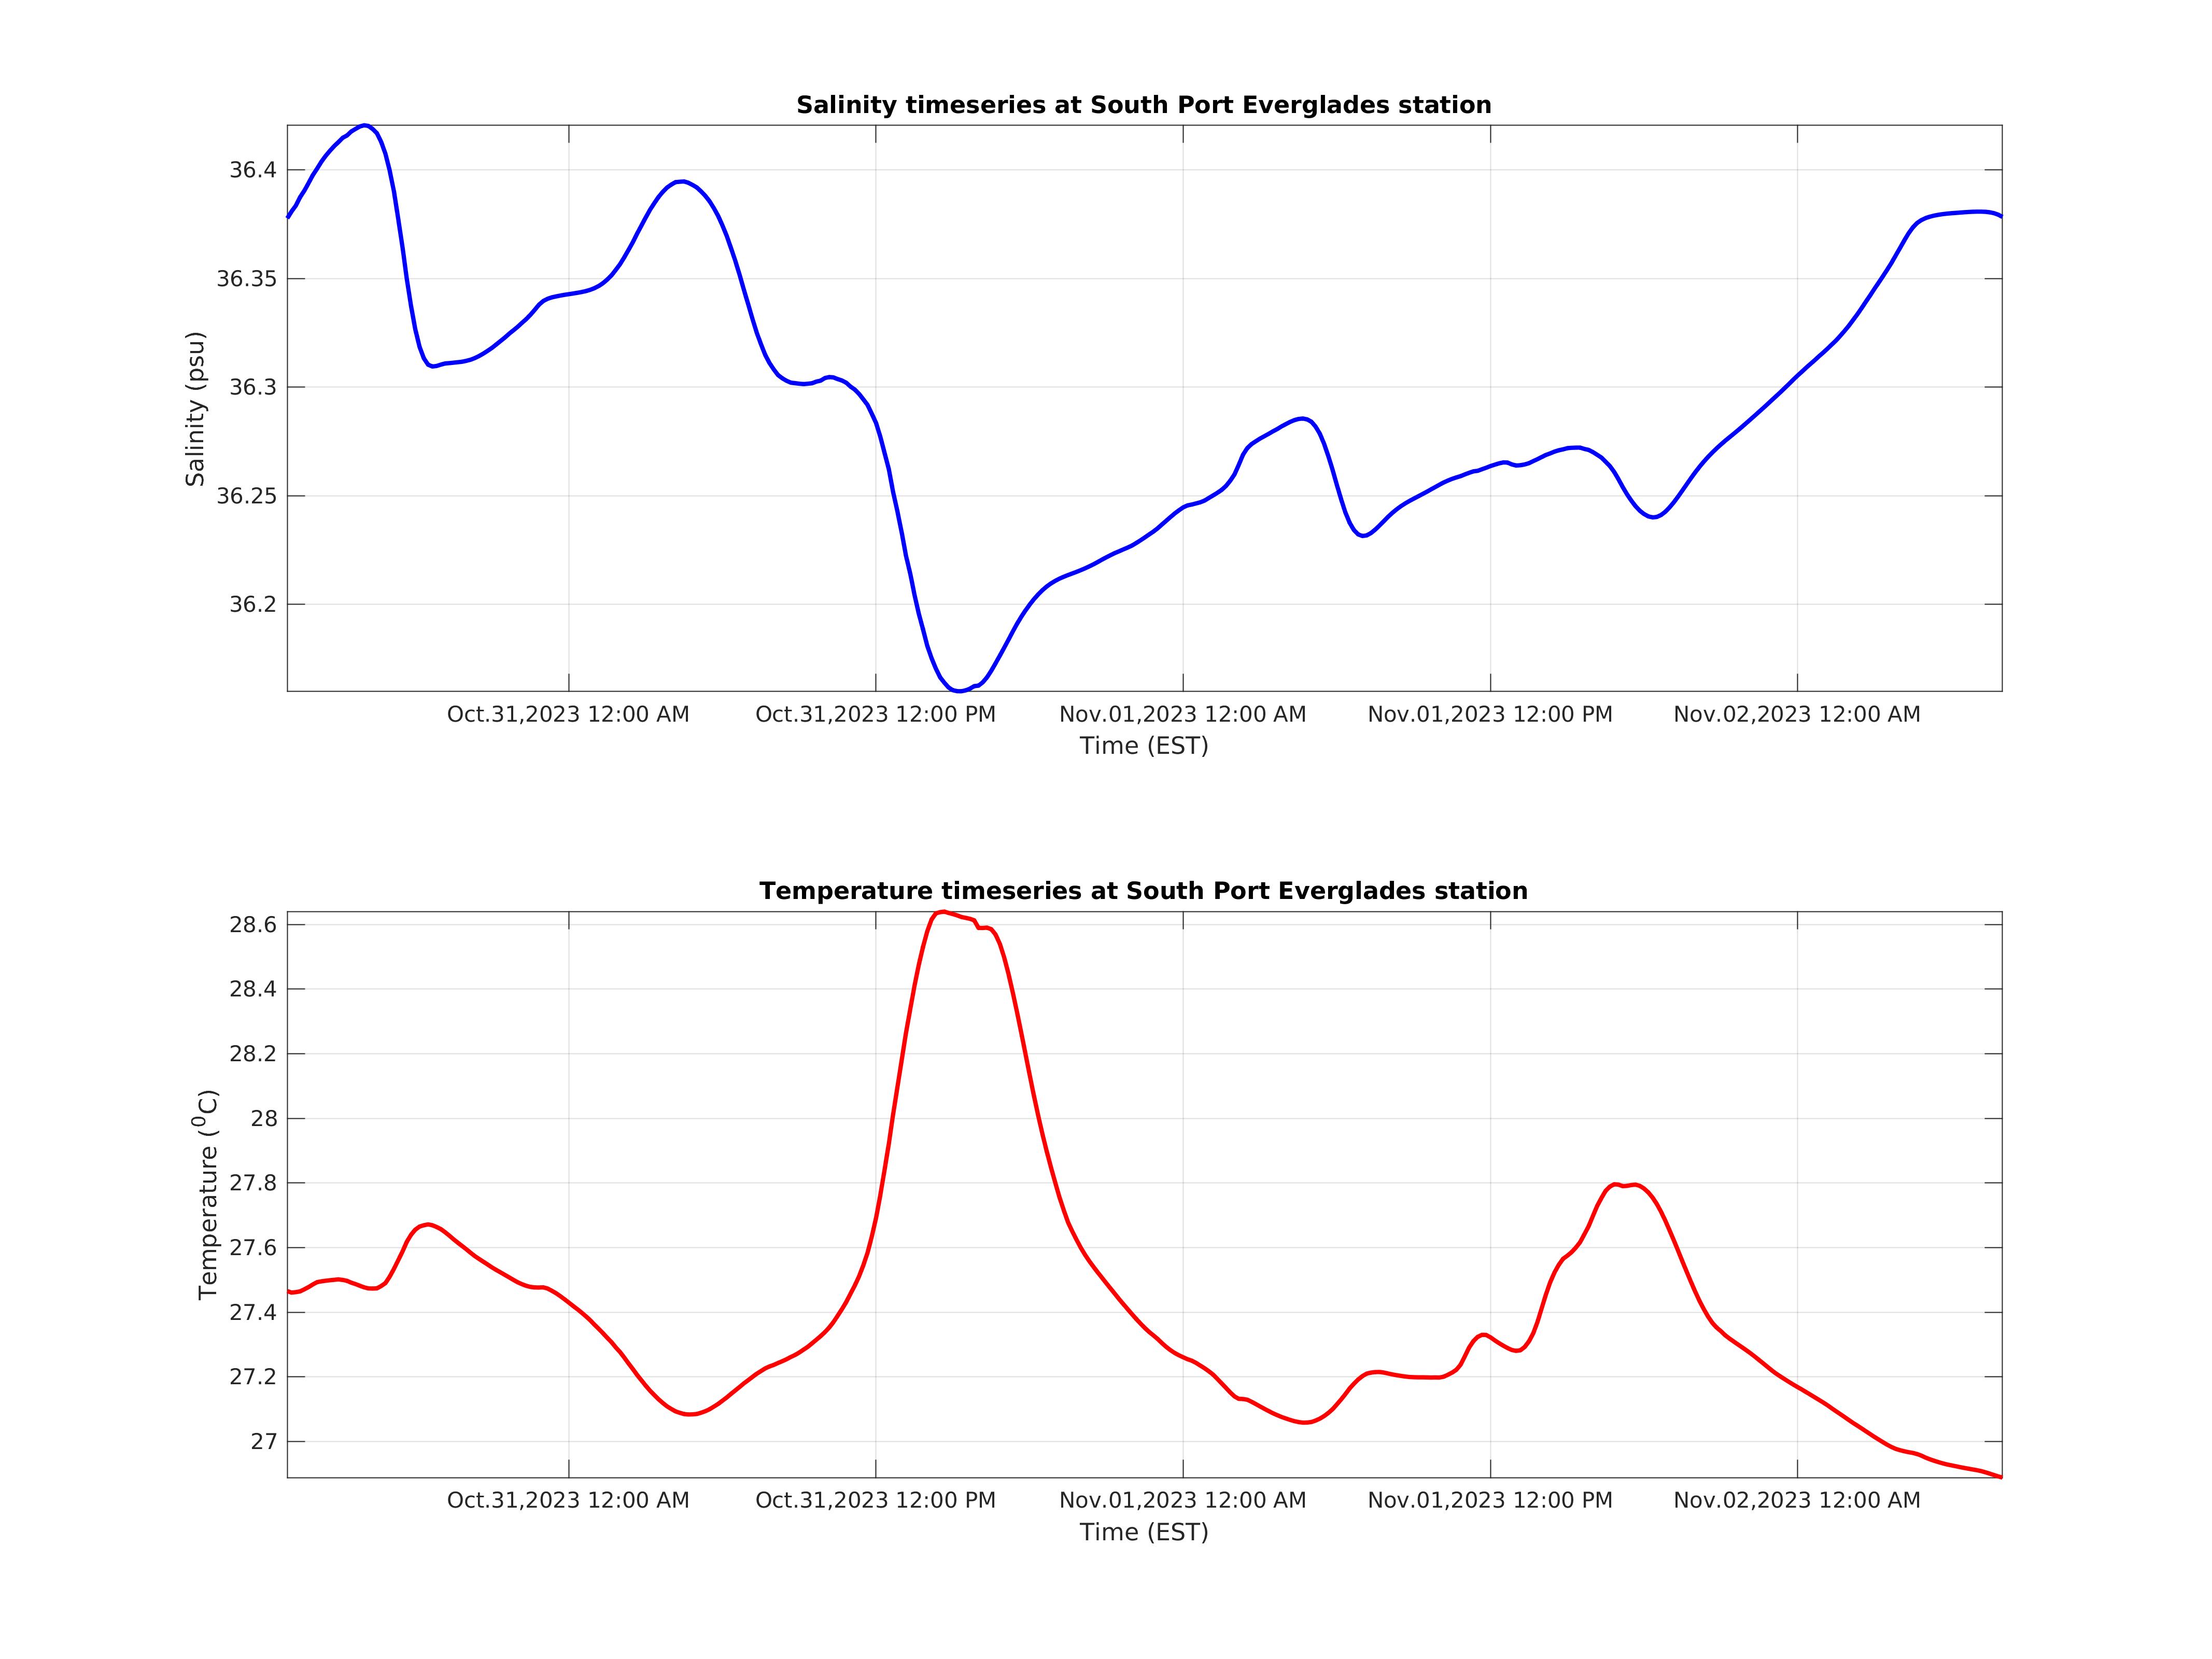 Salinity timeseries at South Port Everglades station
36.4
36.35
36.3
36.25
36.2
Salinity (psu)
Oct.31,2023 12:00 AM Oct.31,2023 12:00 PM Nov.01,2023 12:00 AM Nov.01,2023 12:00 PM Nov.02,2023 12:00 AM
Time (EST)
Temperature timeseries at South Port Everglades station
28.6
28.4
28.2
28
27.8
27.6
27.4
27.2
27
Temperature (⁰C)
Oct.31,2023 12:00 AM Oct.31,2023 12:00 PM Nov.01,2023 12:00 AM Nov.01,2023 12:00 PM Nov.02,2023 12:00 AM
Time (EST)